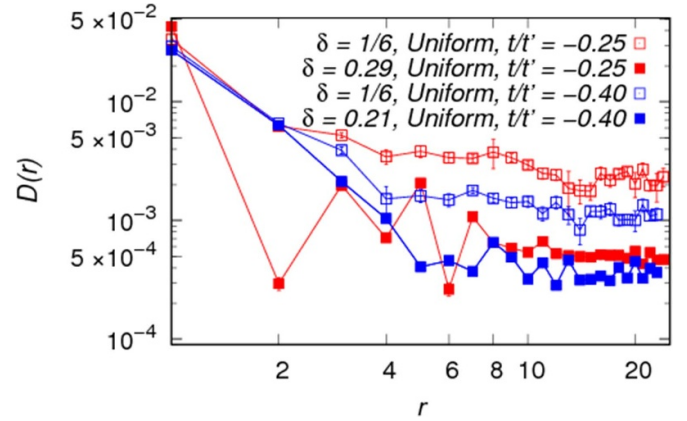 5 ×10⁻²
10⁻²
5 ×10⁻³
10⁻³
5 ×10⁻⁴
10⁻⁴
D(r)
δ = 1/6, Uniform, t/t' = −0.25
δ = 0.29, Uniform, t/t' = −0.25
δ = 1/6, Uniform, t/t' = −0.40
δ = 0.21, Uniform, t/t' = −0.40
2 4 6 8 10 20
r